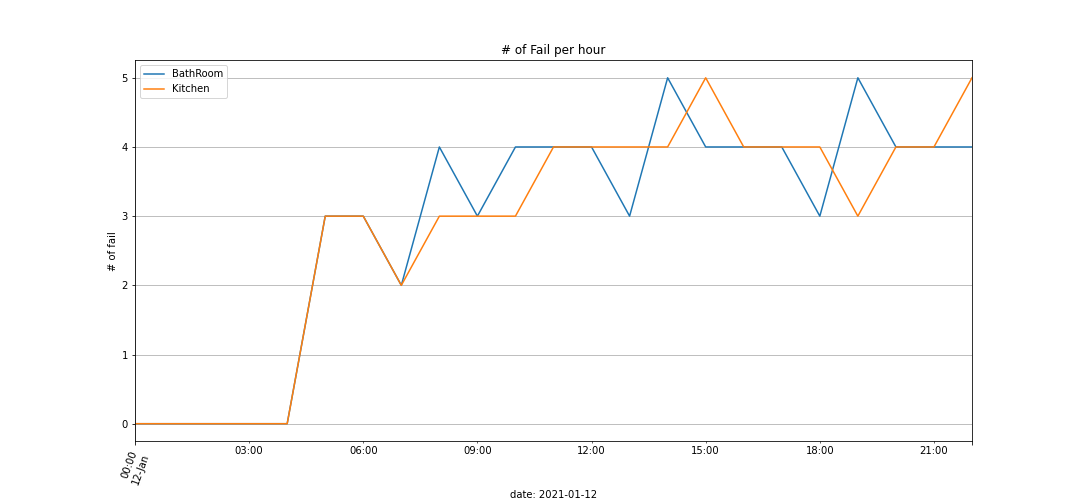 # of Fail per hour
BathRoom
Kitchen
# of fail
5
4
3
2
1
0
00:00
12-Jan
03:00
06:00
09:00
12:00
15:00
18:00
21:00
date: 2021-01-12